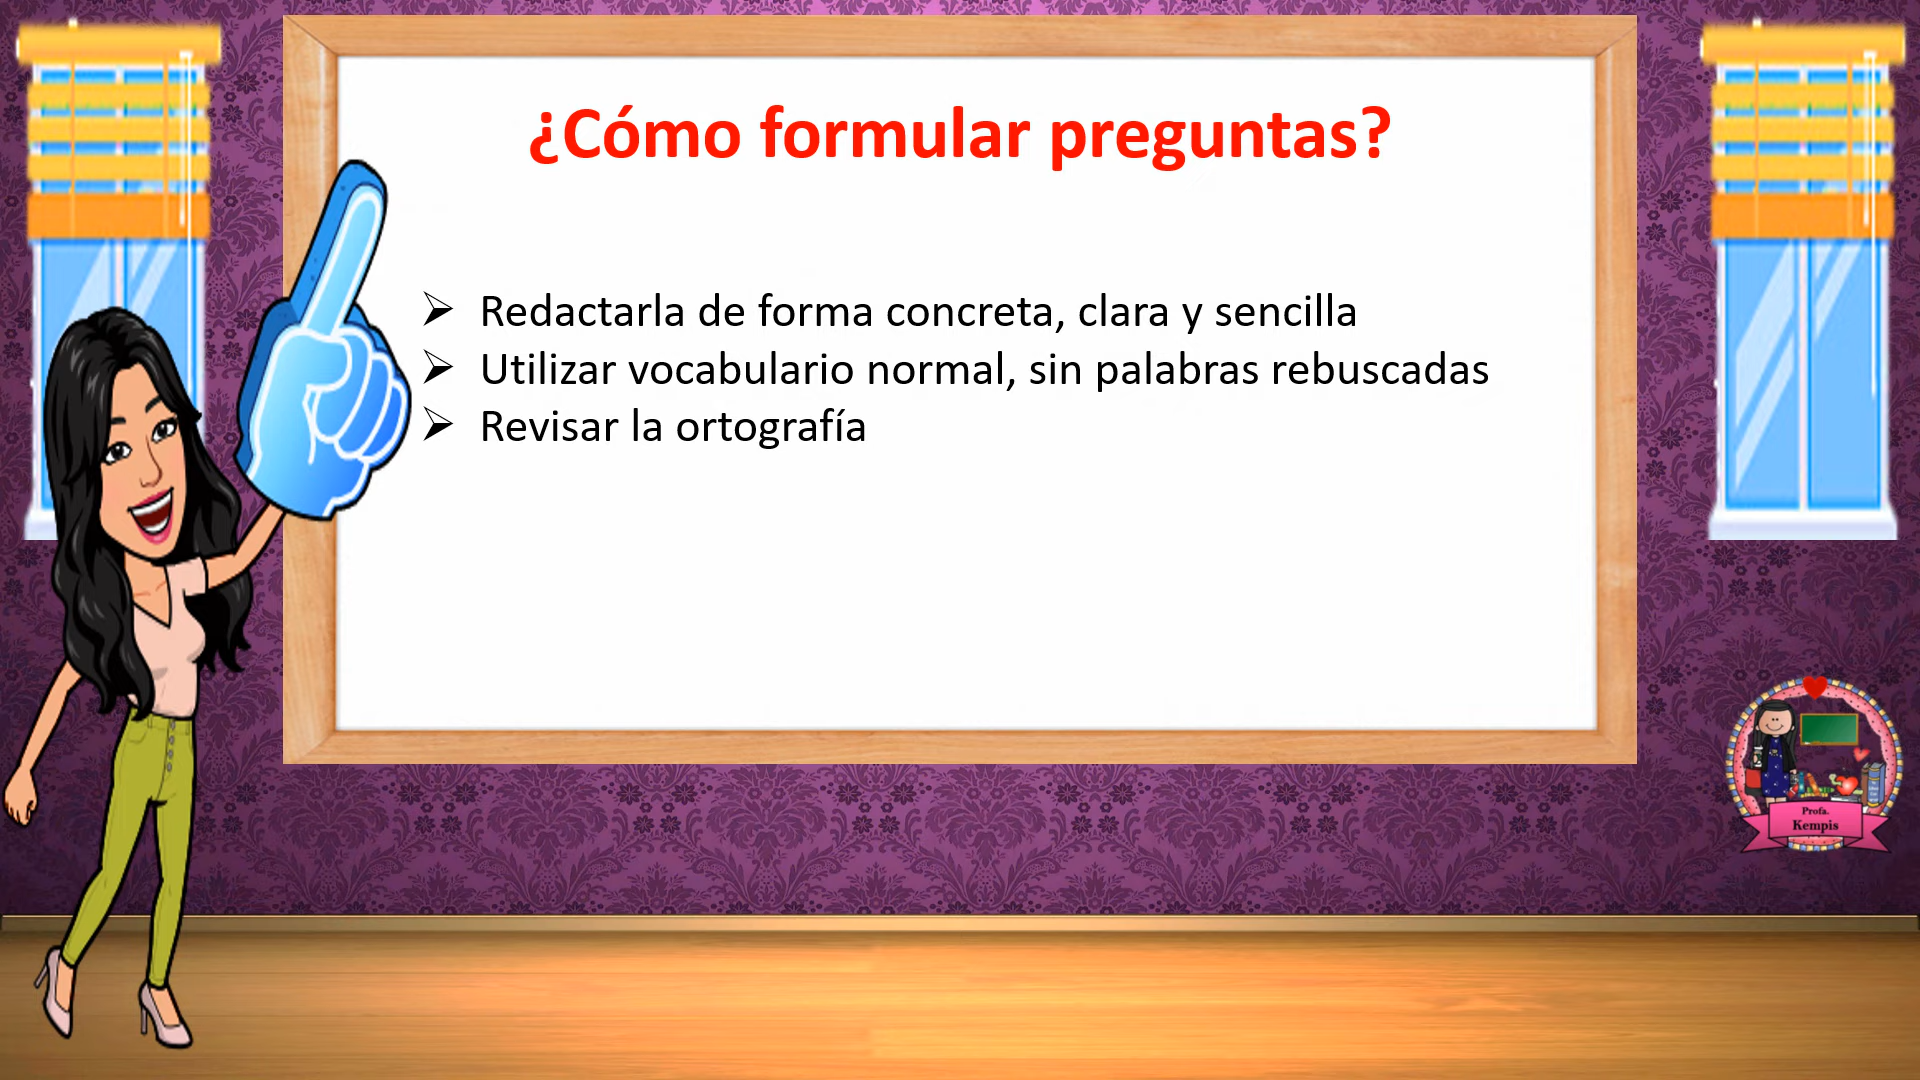 ¿Cómo formular preguntas?
➢ Redactarla de forma concreta, clara y sencilla
➢ Utilizar vocabulario normal, sin palabras rebuscadas
➢ Revisar la ortografía
Profa.
Kempis